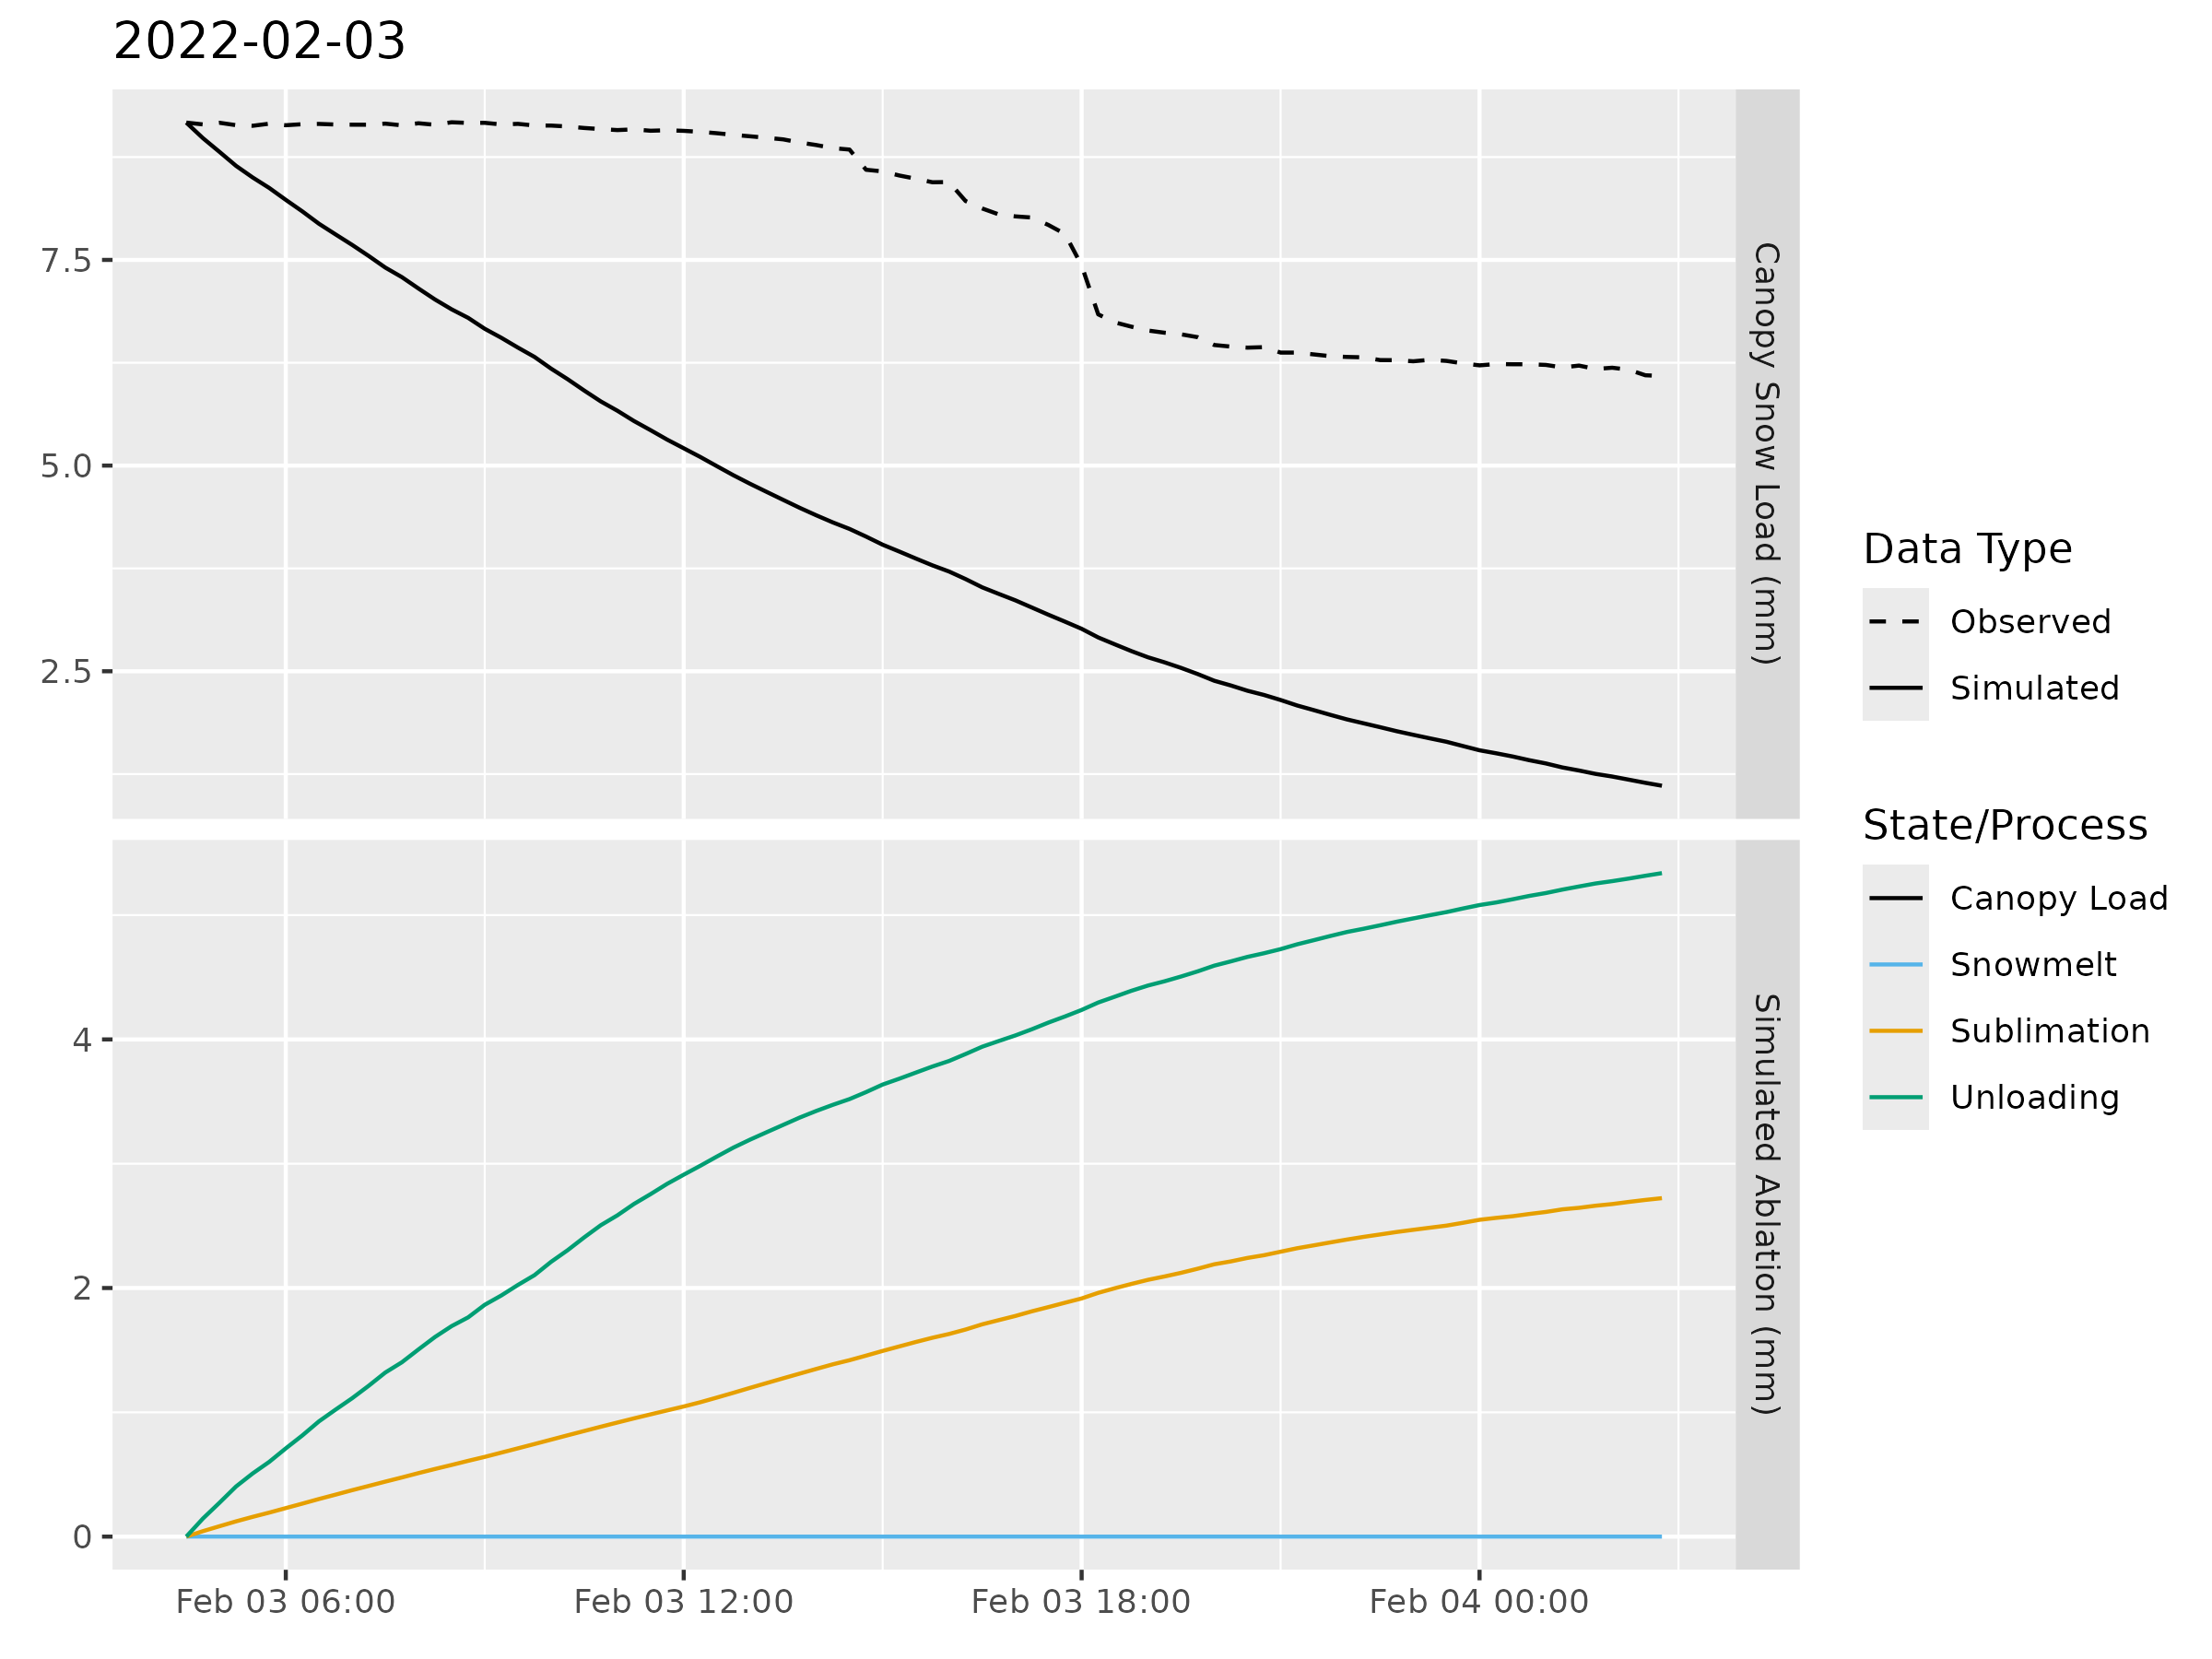 2022-02-03
7.5
5.0
2.5
Canopy Snow Load (mm)
4
2
0
Simulated Ablation (mm)
Feb 03 06:00
Feb 03 12:00
Feb 03 18:00
Feb 04 00:00
Data Type
Observed
Simulated
State/Process
Canopy Load
Snowmelt
Sublimation
Unloading